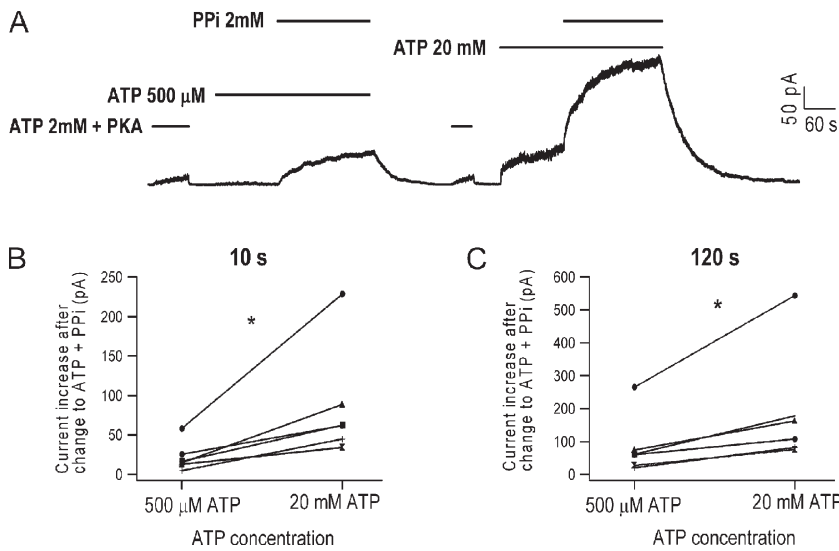 A
PPi 2mM
ATP 20 mM
ATP 500 μM
ATP 2mM + PKA
50 pA
60 s
B
10 s
Current increase after
change to ATP + PPi (pA)
250
200
150
100
50
0
500 μM ATP
20 mM ATP
ATP concentration
*
C
120 s
Current increase after
change to ATP + PPi (pA)
600
500
400
300
200
100
0
500 μM ATP
20 mM ATP
ATP concentration
*